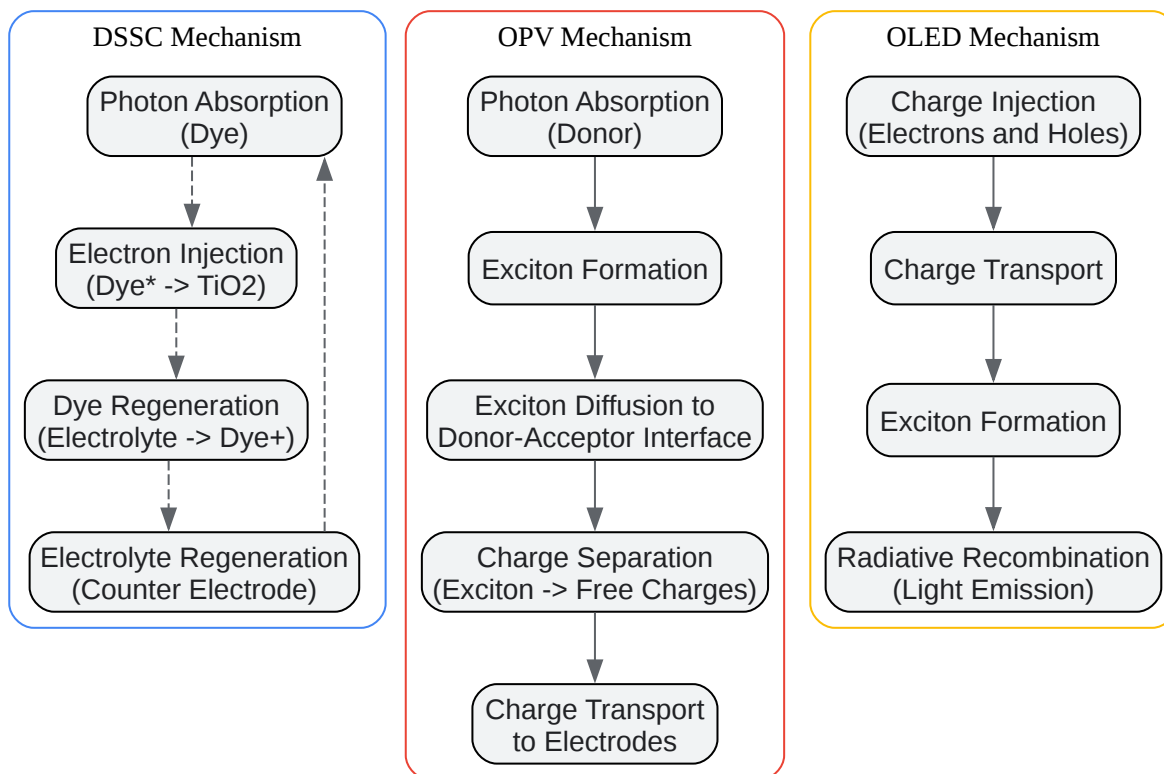 DSSC Mechanism
Photon Absorption
(Dye)
Electron Injection
(Dye* -> TiO2)
Dye Regeneration
(Electrolyte -> Dye+)
Electrolyte Regeneration
(Counter Electrode)
OPV Mechanism
Photon Absorption
(Donor)
Exciton Formation
Exciton Diffusion to
Donor-Acceptor Interface
Charge Separation
(Exciton -> Free Charges)
Charge Transport
to Electrodes
OLED Mechanism
Charge Injection
(Electrons and Holes)
Charge Transport
Exciton Formation
Radiative Recombination
(Light Emission)